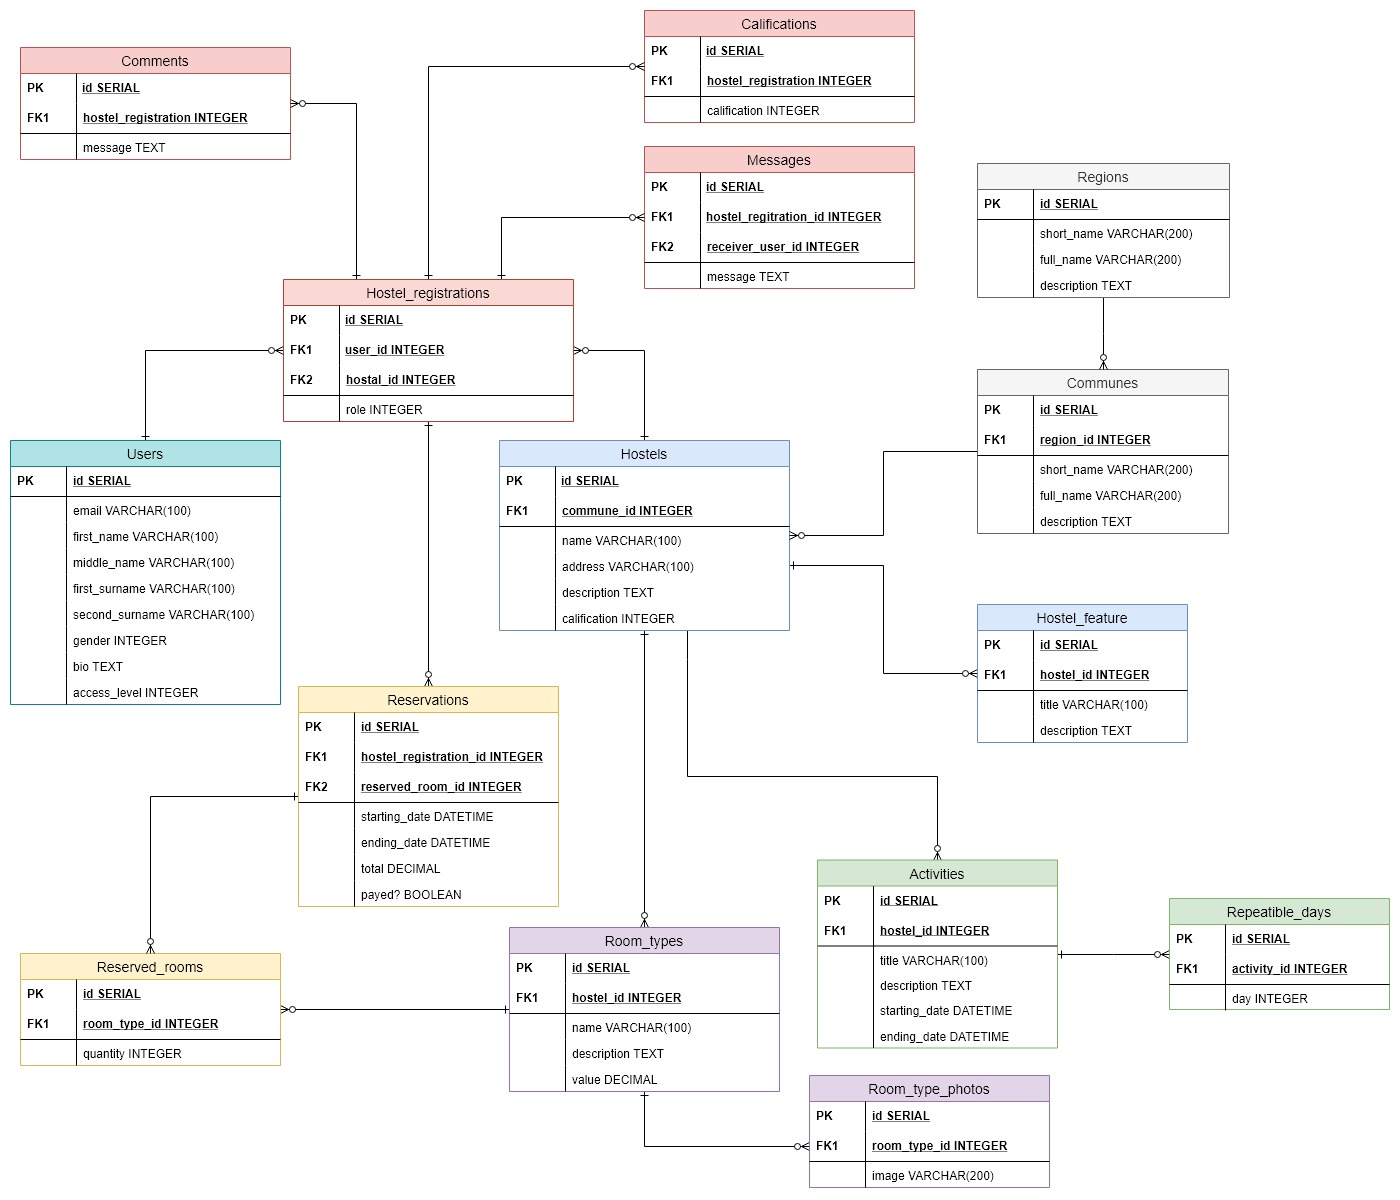 Califications
PK id SERIAL
FK1 hostel_registration INTEGER
calification INTEGER
Comments
PK id SERIAL
FK1 hostel_registration INTEGER
message TEXT
Messages
PK id SERIAL
FK1 hostel_regitration_id INTEGER
FK2 receiver_user_id INTEGER
message TEXT
Regions
PK id SERIAL
short_name VARCHAR(200)
full_name VARCHAR(200)
description TEXT
Hostel_registrations
PK id SERIAL
FK1 user_id INTEGER
FK2 hostal_id INTEGER
role INTEGER
Communes
PK id SERIAL
FK1 region_id INTEGER
short_name VARCHAR(200)
full_name VARCHAR(200)
description TEXT
Users
PK id SERIAL
email VARCHAR(100)
first_name VARCHAR(100)
middle_name VARCHAR(100)
first_surname VARCHAR(100)
second_surname VARCHAR(100)
gender INTEGER
bio TEXT
access_level INTEGER
Hostels
PK id SERIAL
FK1 commune_id INTEGER
name VARCHAR(100)
address VARCHAR(100)
description TEXT
calification INTEGER
Hostel_feature
PK id SERIAL
FK1 hostel_id INTEGER
title VARCHAR(100)
description TEXT
Reservations
PK id SERIAL
FK1 hostel_registration_id INTEGER
FK2 reserved_room_id INTEGER
starting_date DATETIME
ending_date DATETIME
total DECIMAL
payed? BOOLEAN
Activities
PK id SERIAL
FK1 hostel_id INTEGER
title VARCHAR(100)
description TEXT
starting_date DATETIME
ending_date DATETIME
Repeatible_days
PK id SERIAL
FK1 activity_id INTEGER
day INTEGER
Reserved_rooms
PK id SERIAL
FK1 room_type_id INTEGER
quantity INTEGER
Room_types
PK id SERIAL
FK1 hostel_id INTEGER
name VARCHAR(100)
description TEXT
value DECIMAL
Room_type_photos
PK id SERIAL
FK1 room_type_id INTEGER
image VARCHAR(200)